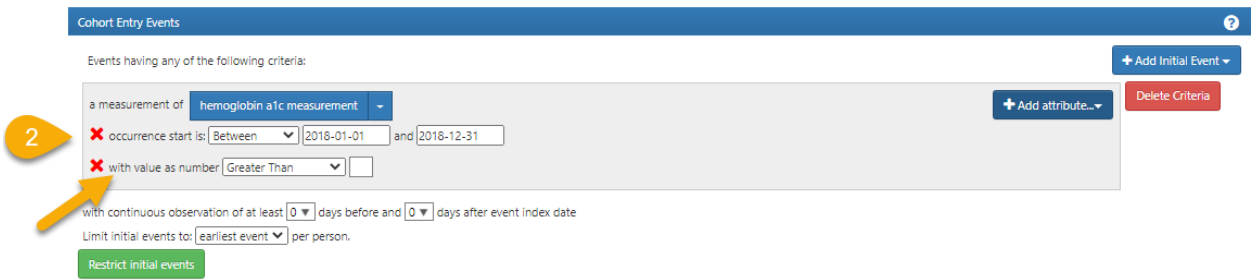 Cohort Entry Events ?
Events having any of the following criteria:
+ Add Initial Event
a measurement of hemoglobin a1c measurement
+ Add attribute...
Delete Criteria
2
occurrence start is: Between 2018-01-01 and 2018-12-31
with value as number Greater Than
with continuous observation of at least 0 days before and 0 days after event index date
Limit initial events to: earliest event per person.
Restrict initial events